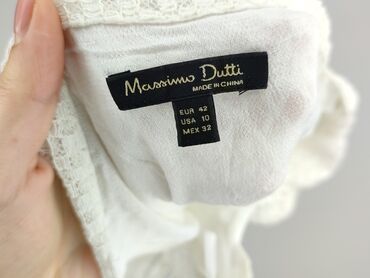 Massimo Dutti
MADE IN CHINA
EUR 42
USA 10
MEX 32